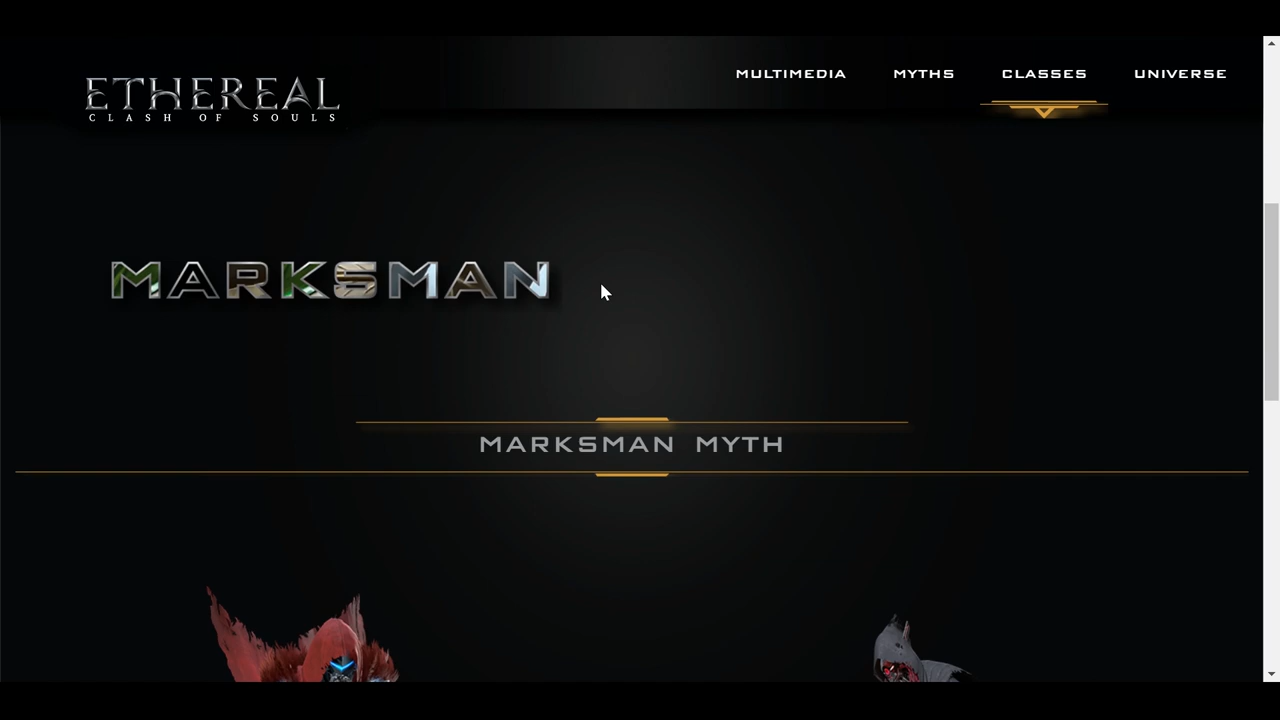 ETHEREAL
CLASH OF SOULS
MULTIMEDIA MYTHS CLASSES UNIVERSE
MARKSMAN
MARKSMAN MYTH